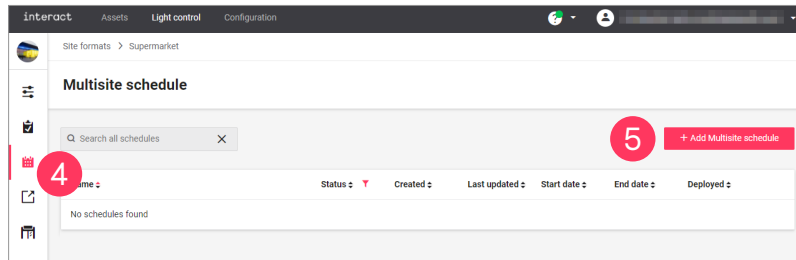 interact Assets Light control Configuration
Site formats > Supermarket
Multisite schedule
Search all schedules
5
+ Add Multisite schedule
4
ame Status Created Last updated Start date End date Deployed
No schedules found